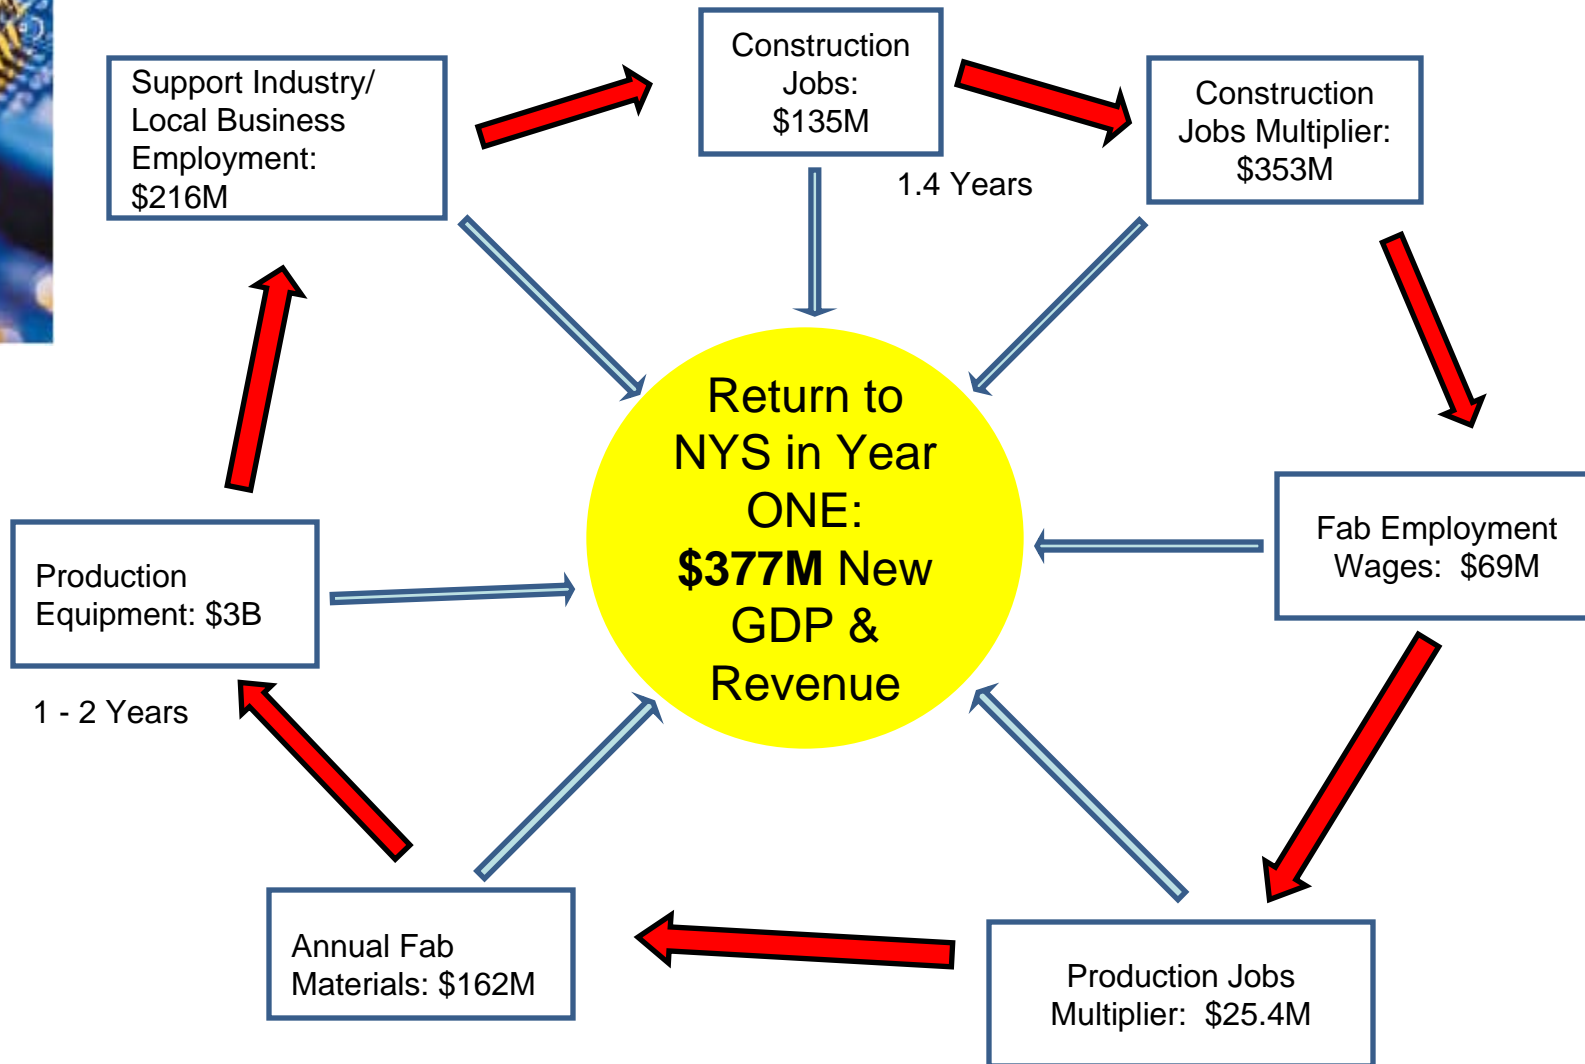 Construction
Jobs:
$135M
Support Industry/
Local Business
Employment:
$216M
Construction
Jobs Multiplier:
$353M
1.4 Years
Return to
NYS in Year
ONE:
$377M New
GDP &
Revenue
Fab Employment
Wages: $69M
Production
Equipment: $3B
1 - 2 Years
Annual Fab
Materials: $162M
Production Jobs
Multiplier: $25.4M